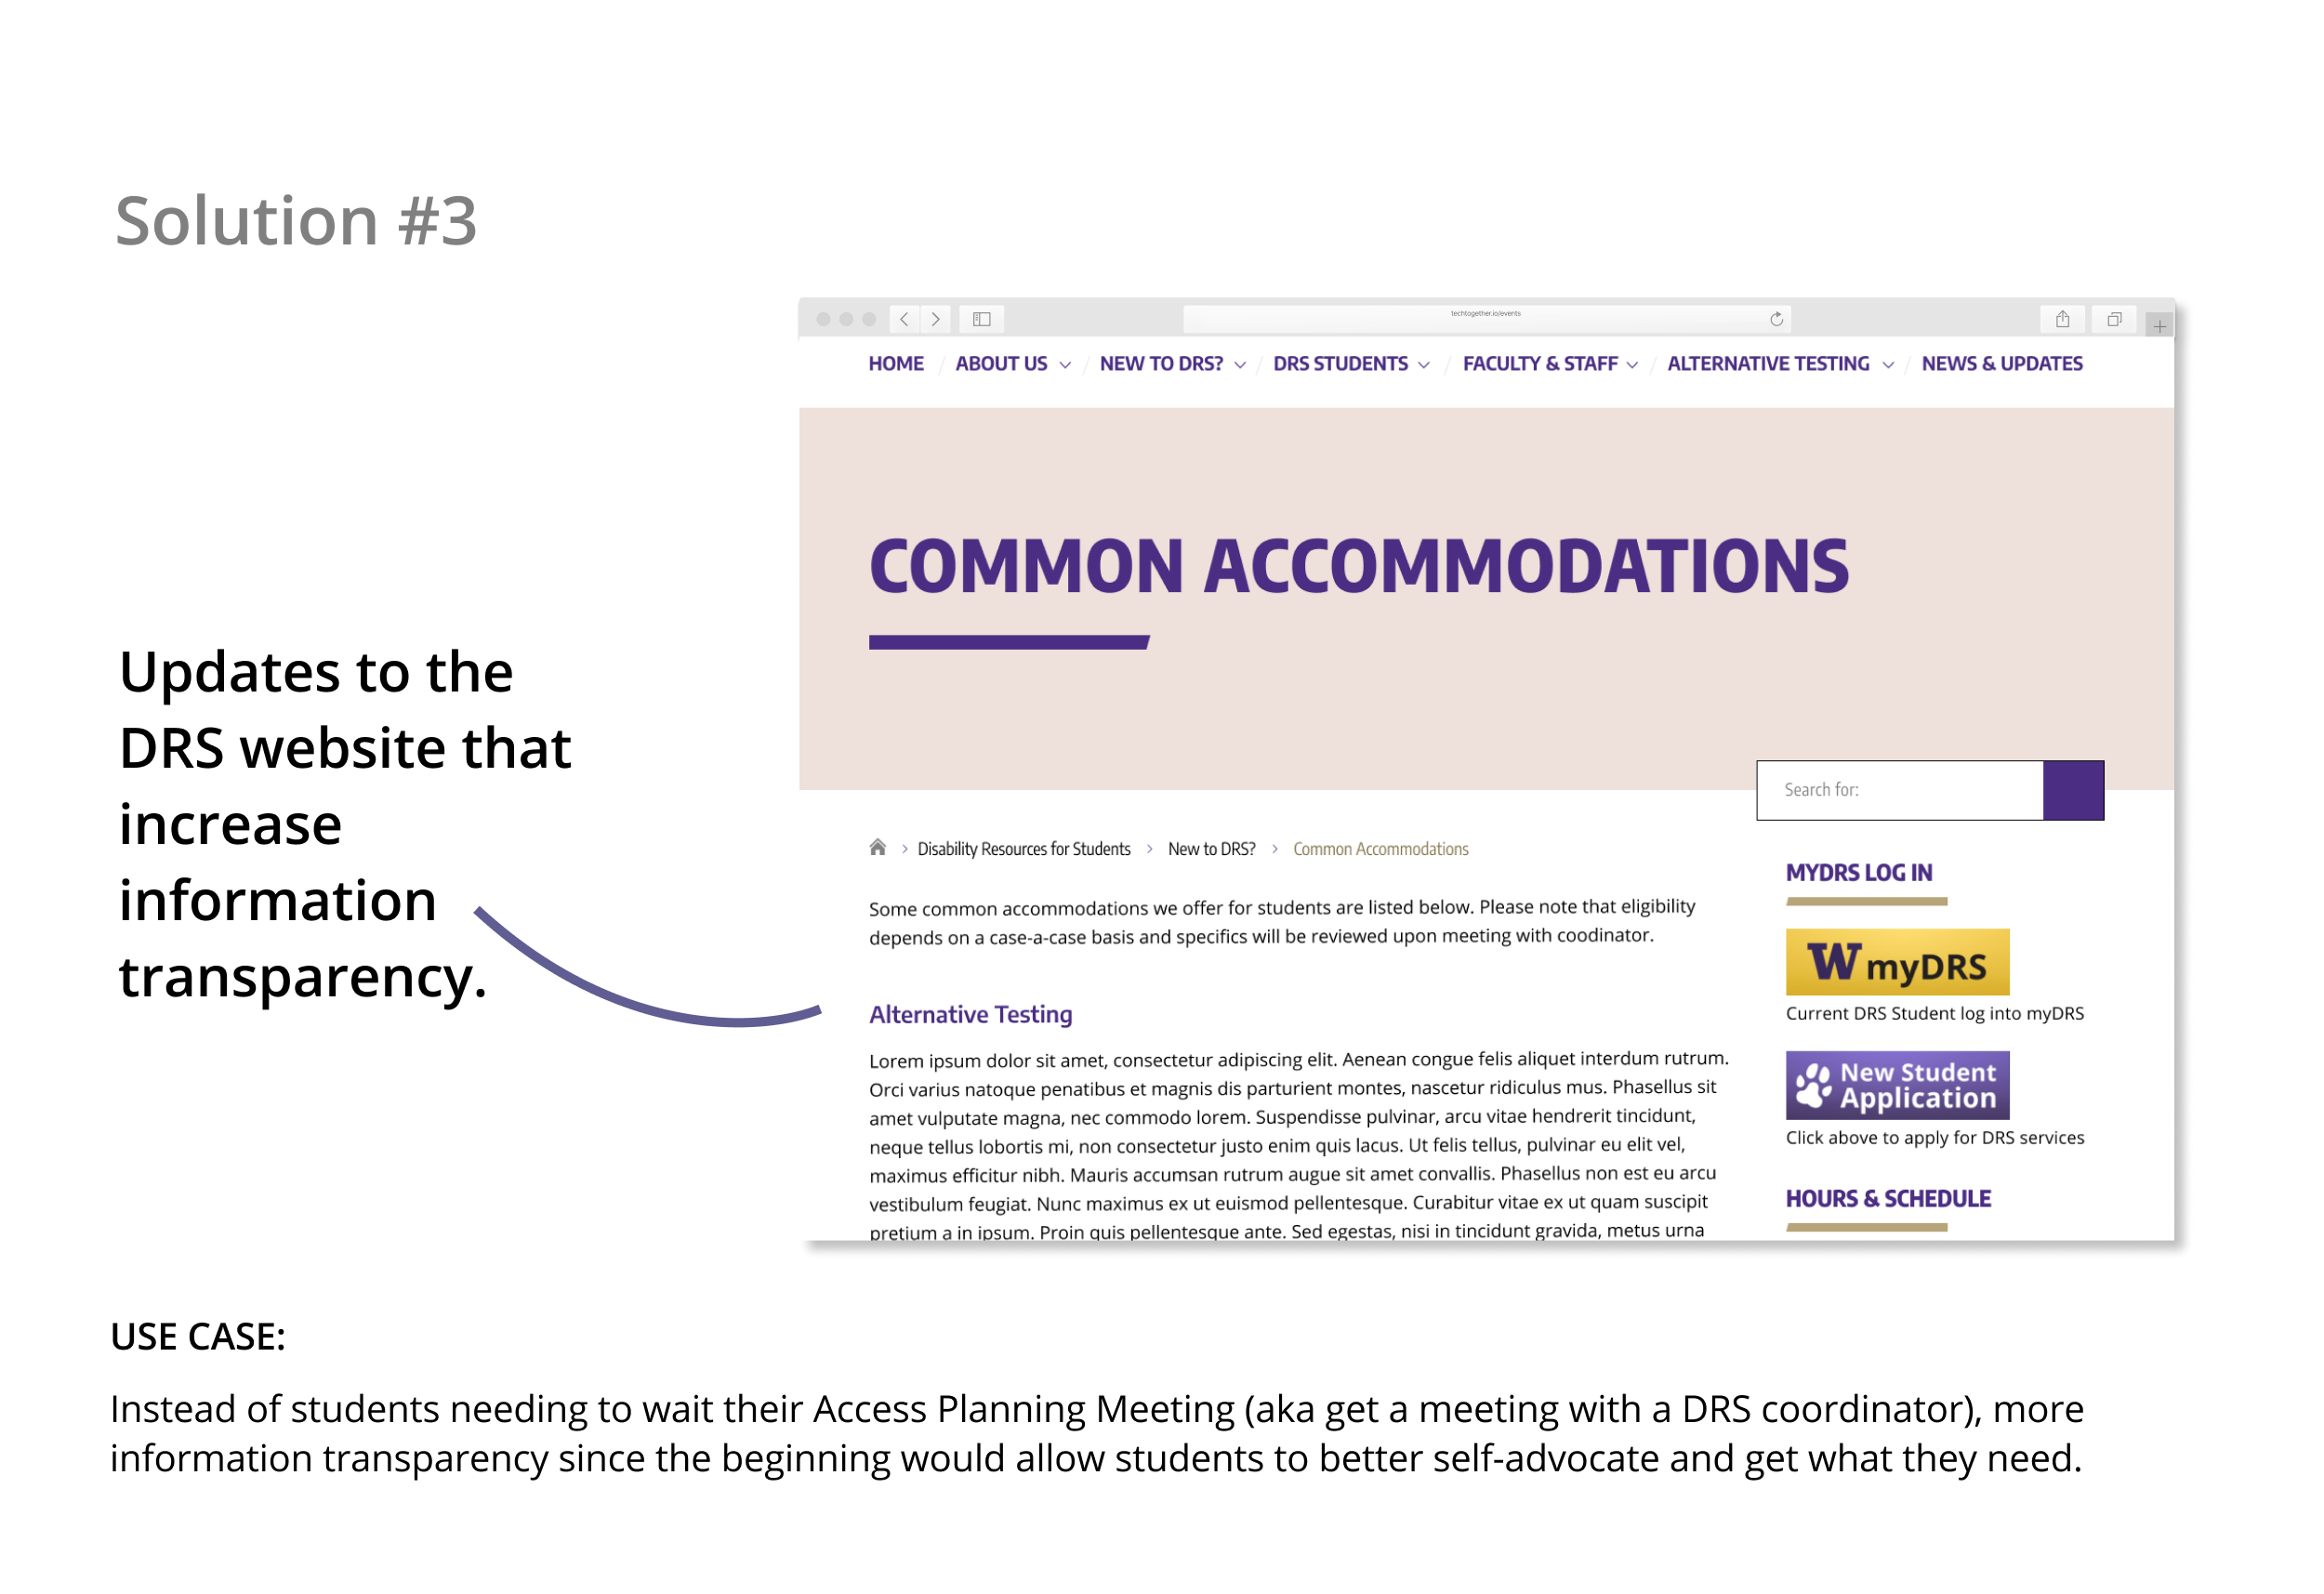 Solution #3
Updates to the
DRS website that
increase
information
transparency.
techtogether.io/events
HOME / ABOUT US / NEW TO DRS? / DRS STUDENTS / FACULTY & STAFF / ALTERNATIVE TESTING / NEWS & UPDATES
COMMON ACCOMMODATIONS
Search for:
> Disability Resources for Students > New to DRS? > Common Accommodations
Some common accommodations we offer for students are listed below. Please note that eligibility
depends on a case-a-case basis and specifics will be reviewed upon meeting with coodinator.
Alternative Testing
Lorem ipsum dolor sit amet, consectetur adipiscing elit. Aenean congue felis aliquet interdum rutrum.
Orci varius natoque penatibus et magnis dis parturient montes, nascetur ridiculus mus. Phasellus sit
amet vulputate magna, nec commodo lorem. Suspendisse pulvinar, arcu vitae hendrerit tincidunt,
neque tellus lobortis mi, non consectetur justo enim quis lacus. Ut felis tellus, pulvinar eu elit vel,
maximus efficitur nibh. Mauris accumsan rutrum augue sit amet convallis. Phasellus non est eu arcu
vestibulum feugiat. Nunc maximus ex ut euismod pellentesque. Curabitur vitae ex ut quam suscipit
pretium a in ipsum. Proin quis pellentesque ante. Sed egestas, nisi in tincidunt gravida, metus urna
MYDRS LOG IN
W myDRS
Current DRS Student log into myDRS
New Student
Application
Click above to apply for DRS services
HOURS & SCHEDULE
USE CASE:
Instead of students needing to wait their Access Planning Meeting (aka get a meeting with a DRS coordinator), more
information transparency since the beginning would allow students to better self-advocate and get what they need.